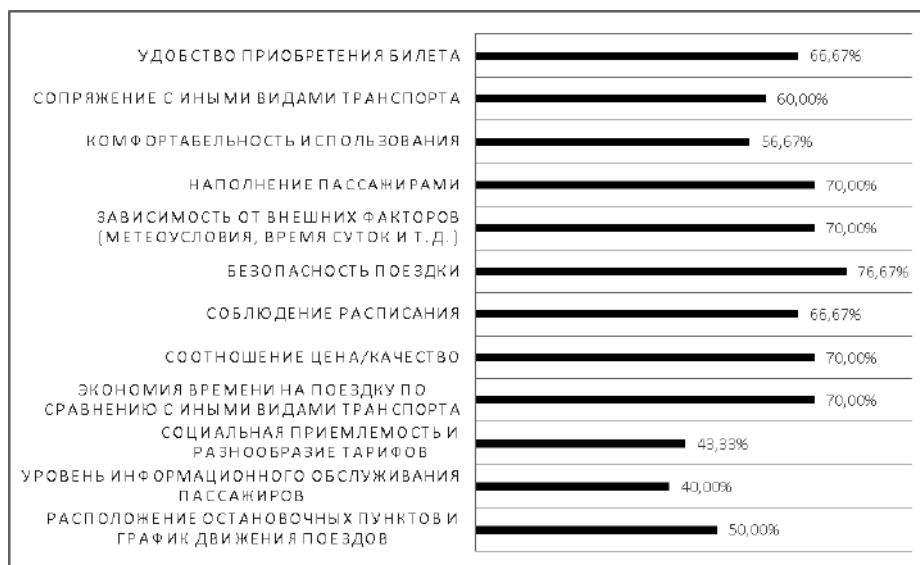 УДОБСТВО ПРИОБРЕТЕНИЯ БИЛЕТА 66,67%
СОПРЯЖЕНИЕ С ИНЫМИ ВИДАМИ ТРАНСПОРТА 60,00%
КОМФОРТАБЕЛЬНОСТЬ ИСПОЛЬЗОВАНИЯ 56,67%
НАПОЛНЕНИЕ ПАССАЖИРАМИ 70,00%
ЗАВИСИМОСТЬ ОТ ВНЕШНИХ ФАКТОРОВ
(МЕТЕОУСЛОВИЯ, ВРЕМЯ СУТОК И Т.Д.) 70,00%
БЕЗОПАСНОСТЬ ПОЕЗДКИ 76,67%
СОБЛЮДЕНИЕ РАСПИСАНИЯ 66,67%
СООТНОШЕНИЕ ЦЕНА/КАЧЕСТВО 70,00%
ЭКОНОМИЯ ВРЕМЕНИ НА ПОЕЗДКУ ПО
СРАВНЕНИЮ С ИНЫМИ ВИДАМИ ТРАНСПОРТА 70,00%
СОЦИАЛЬНАЯ ПРИЕМЛЕМОСТЬ И
РАЗНООБРАЗИЕ ТАРИФОВ 43,33%
УРОВЕНЬ ИНФОРМАЦИОННОГО ОБСЛУЖИВАНИЯ
ПАССАЖИРОВ 40,00%
РАСПОЛОЖЕНИЕ ОСТАНОВОЧНЫХ ПУНКТОВ И
ГРАФИК ДВИЖЕНИЯ ПОЕЗДОВ 50,00%